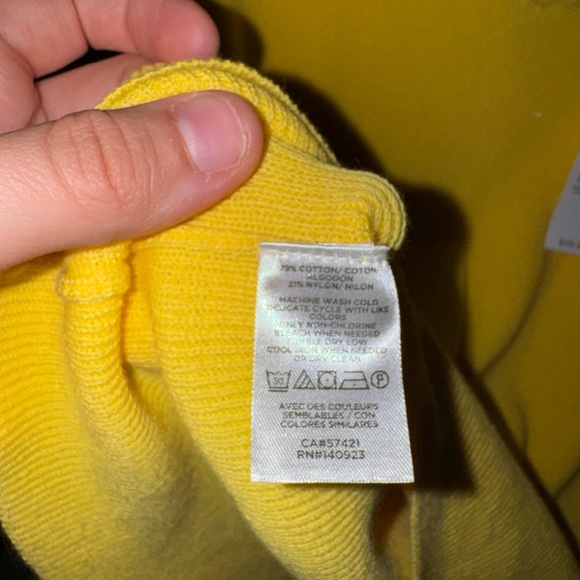 79% COTTON/ COTON
ALGODON
21% NYLON/ NILON
MACHINE WASH COLD
DELICATE CYCLE WITH LIKE
COLORS
ONLY NON-CHLORINE
BLEACH WHEN NEEDED
TUMBLE DRY LOW
COOL IRON WHEN NEEDED
OR DRY CLEAN
P
AVEC DES COULEURS
SEMBLABLES / CON
COLORES SIMILARES
CA#57421
RN#140923